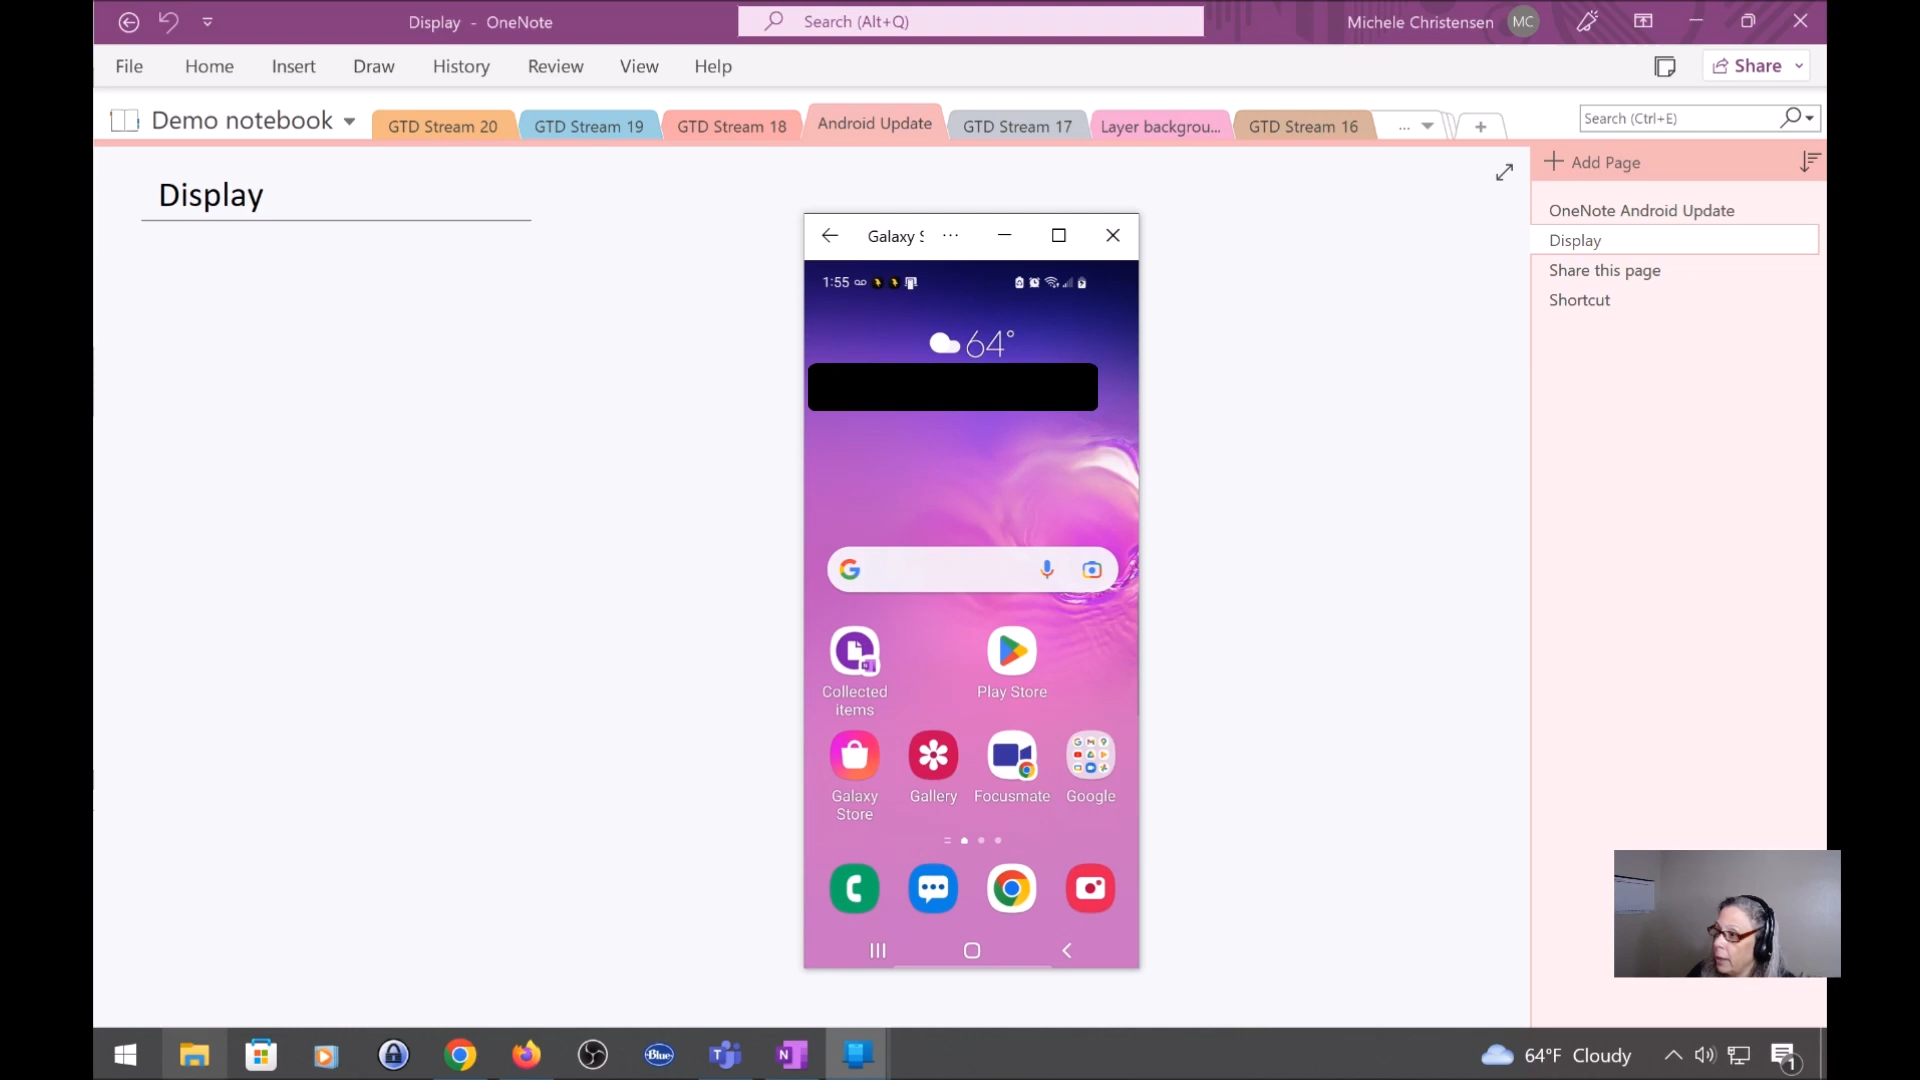 Display - OneNote
Search (Alt+Q)
Michele Christensen
MC
File
Home
Insert
Draw
History
Review
View
Help
Share
Demo notebook
GTD Stream 20
GTD Stream 19
GTD Stream 18
Android Update
GTD Stream 17
Layer backgrou...
GTD Stream 16
...
Search (Ctrl+E)
Add Page
OneNote Android Update
Display
Share this page
Shortcut
Display
Galaxy S
1:55
64°
Collected items
Play Store
Galaxy Store
Gallery
Focusmate
Google
Blue
64°F Cloudy
1